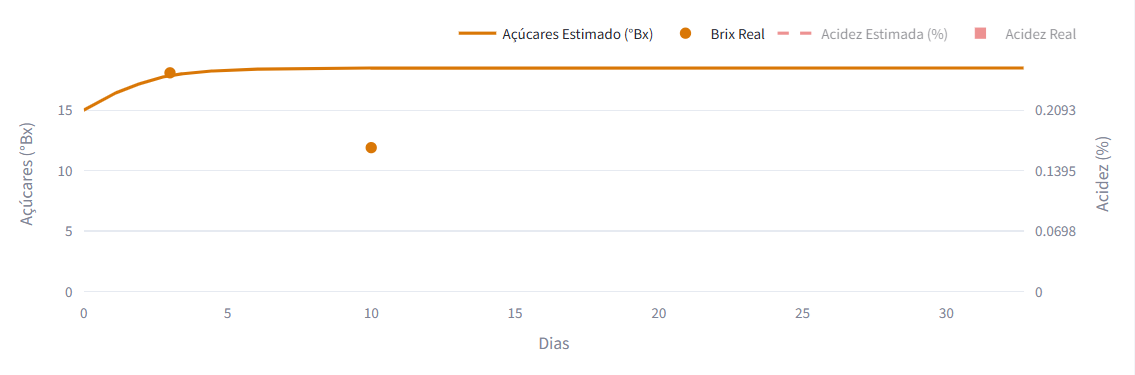 Açúcares Estimado (°Bx) Brix Real Acidez Estimada (%) Acidez Real
15 0.2093
10 0.1395
5 0.0698
0 0
Açúcares (°Bx)
Acidez (%)
0 5 10 15 20 25 30
Dias